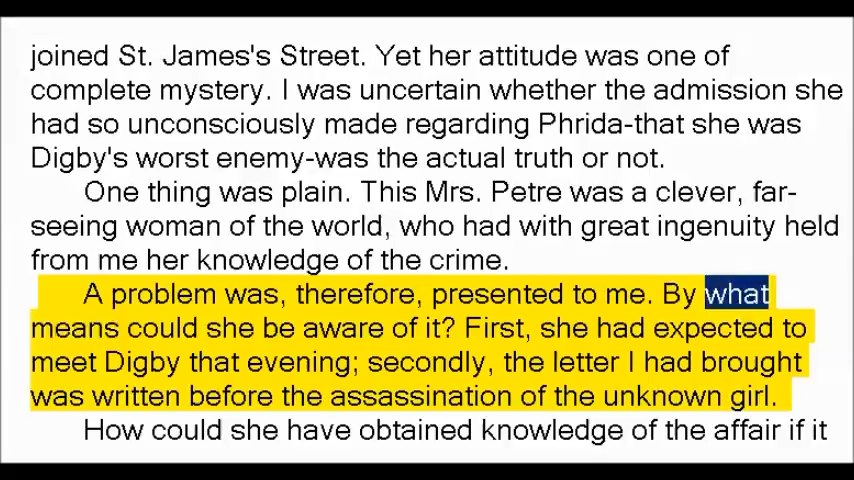 joined St. James's Street. Yet her attitude was one of
complete mystery. I was uncertain whether the admission she
had so unconsciously made regarding Phrida-that she was
Digby's worst enemy-was the actual truth or not.
One thing was plain. This Mrs. Petre was a clever, far-
seeing woman of the world, who had with great ingenuity held
from me her knowledge of the crime.
A problem was, therefore, presented to me. By what
means could she be aware of it? First, she had expected to
meet Digby that evening; secondly, the letter I had brought
was written before the assassination of the unknown girl.
How could she have obtained knowledge of the affair if it